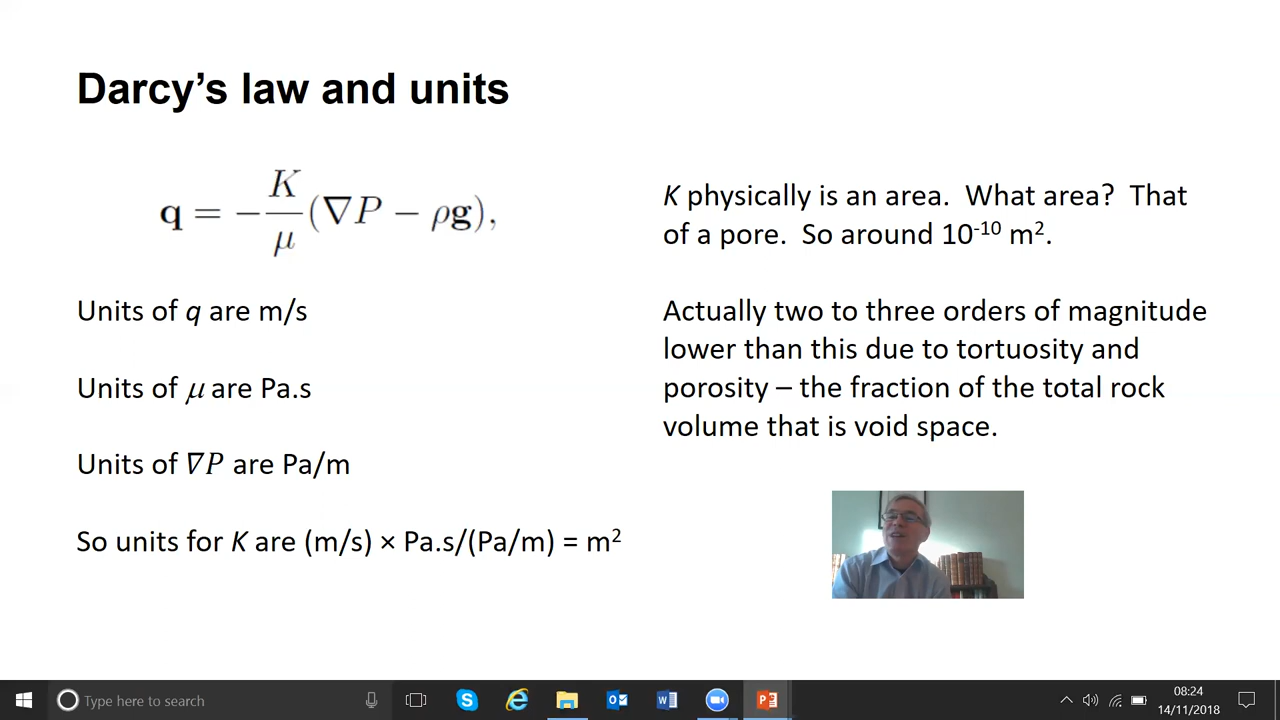 Darcy's law and units
q = −K/μ (∇P − ρg),
Units of q are m/s
Units of μ are Pa.s
Units of ∇P are Pa/m
So units for K are (m/s) × Pa.s/(Pa/m) = m²
K physically is an area.  What area?  That
of a pore.  So around 10⁻¹⁰ m².
Actually two to three orders of magnitude
lower than this due to tortuosity and
porosity – the fraction of the total rock
volume that is void space.
Type here to search
08:24
14/11/2018